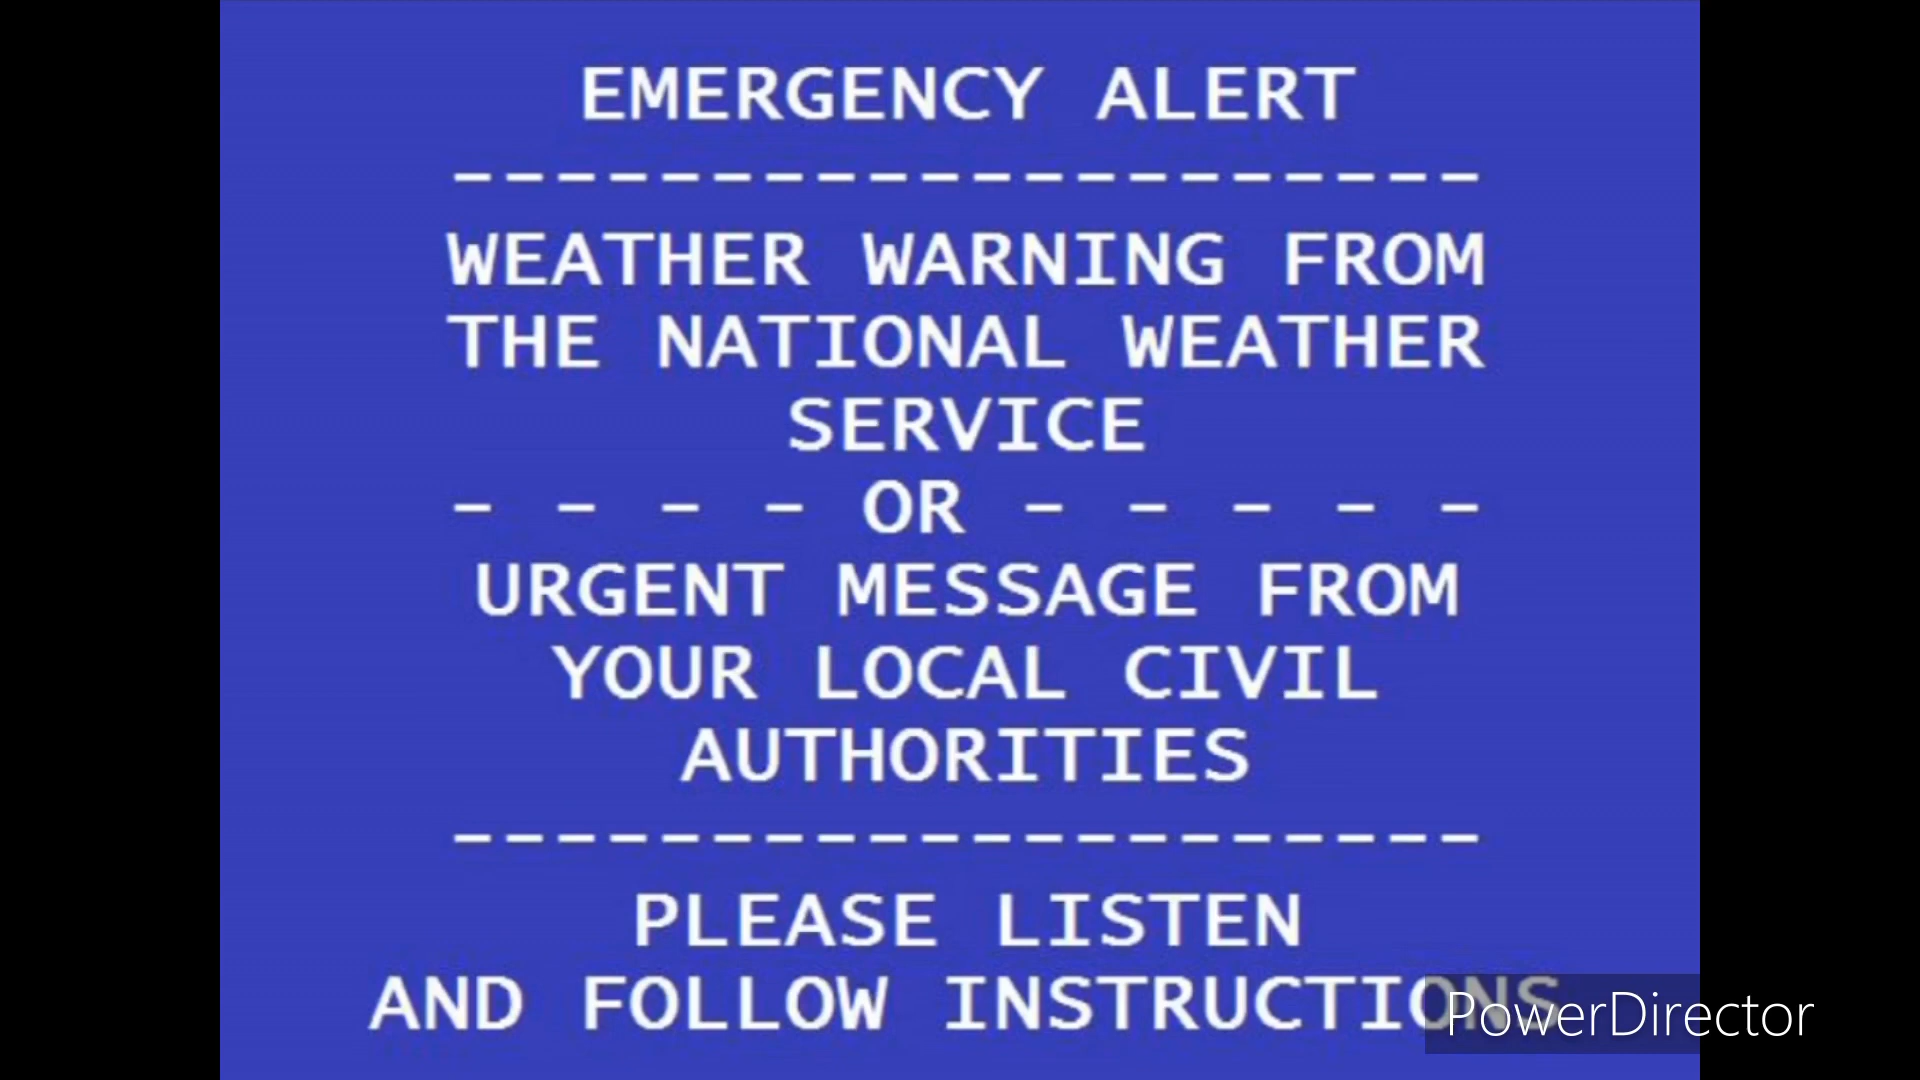 EMERGENCY ALERT
--------------------
WEATHER WARNING FROM
THE NATIONAL WEATHER
SERVICE
- - - - OR - - - - -
URGENT MESSAGE FROM
YOUR LOCAL CIVIL
AUTHORITIES
--------------------
PLEASE LISTEN
AND FOLLOW INSTRUCTIONS
PowerDirector